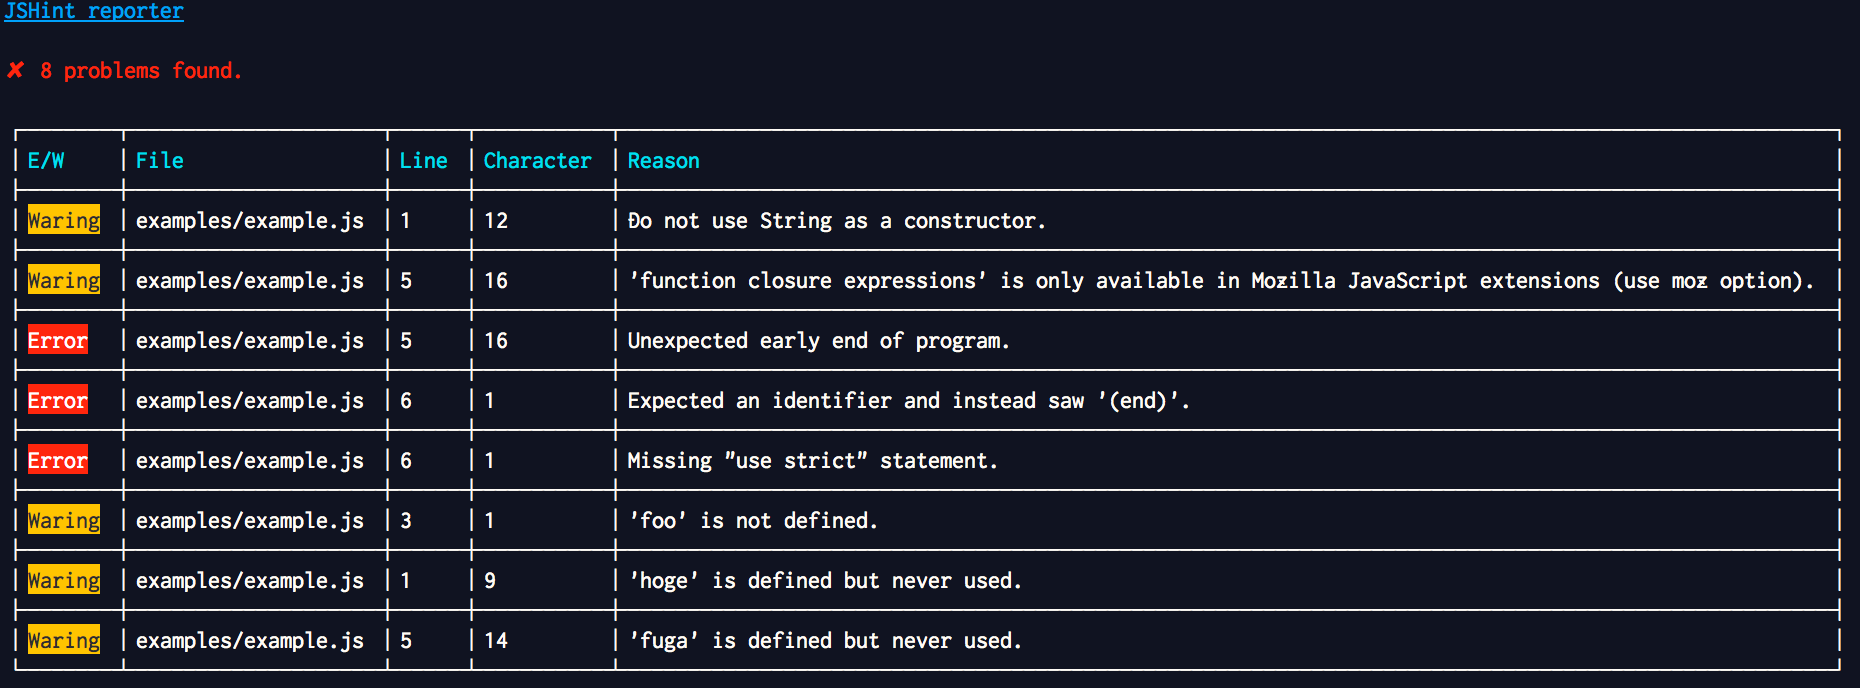 JSHint reporter
✘ 8 problems found.
E/W File Line Character Reason
Waring examples/example.js 1 12 Do not use String as a constructor.
Waring examples/example.js 5 16 'function closure expressions' is only available in Mozilla JavaScript extensions (use moz option).
Error examples/example.js 5 16 Unexpected early end of program.
Error examples/example.js 6 1 Expected an identifier and instead saw '(end)'.
Error examples/example.js 6 1 Missing "use strict" statement.
Waring examples/example.js 3 1 'foo' is not defined.
Waring examples/example.js 1 9 'hoge' is defined but never used.
Waring examples/example.js 5 14 'fuga' is defined but never used.